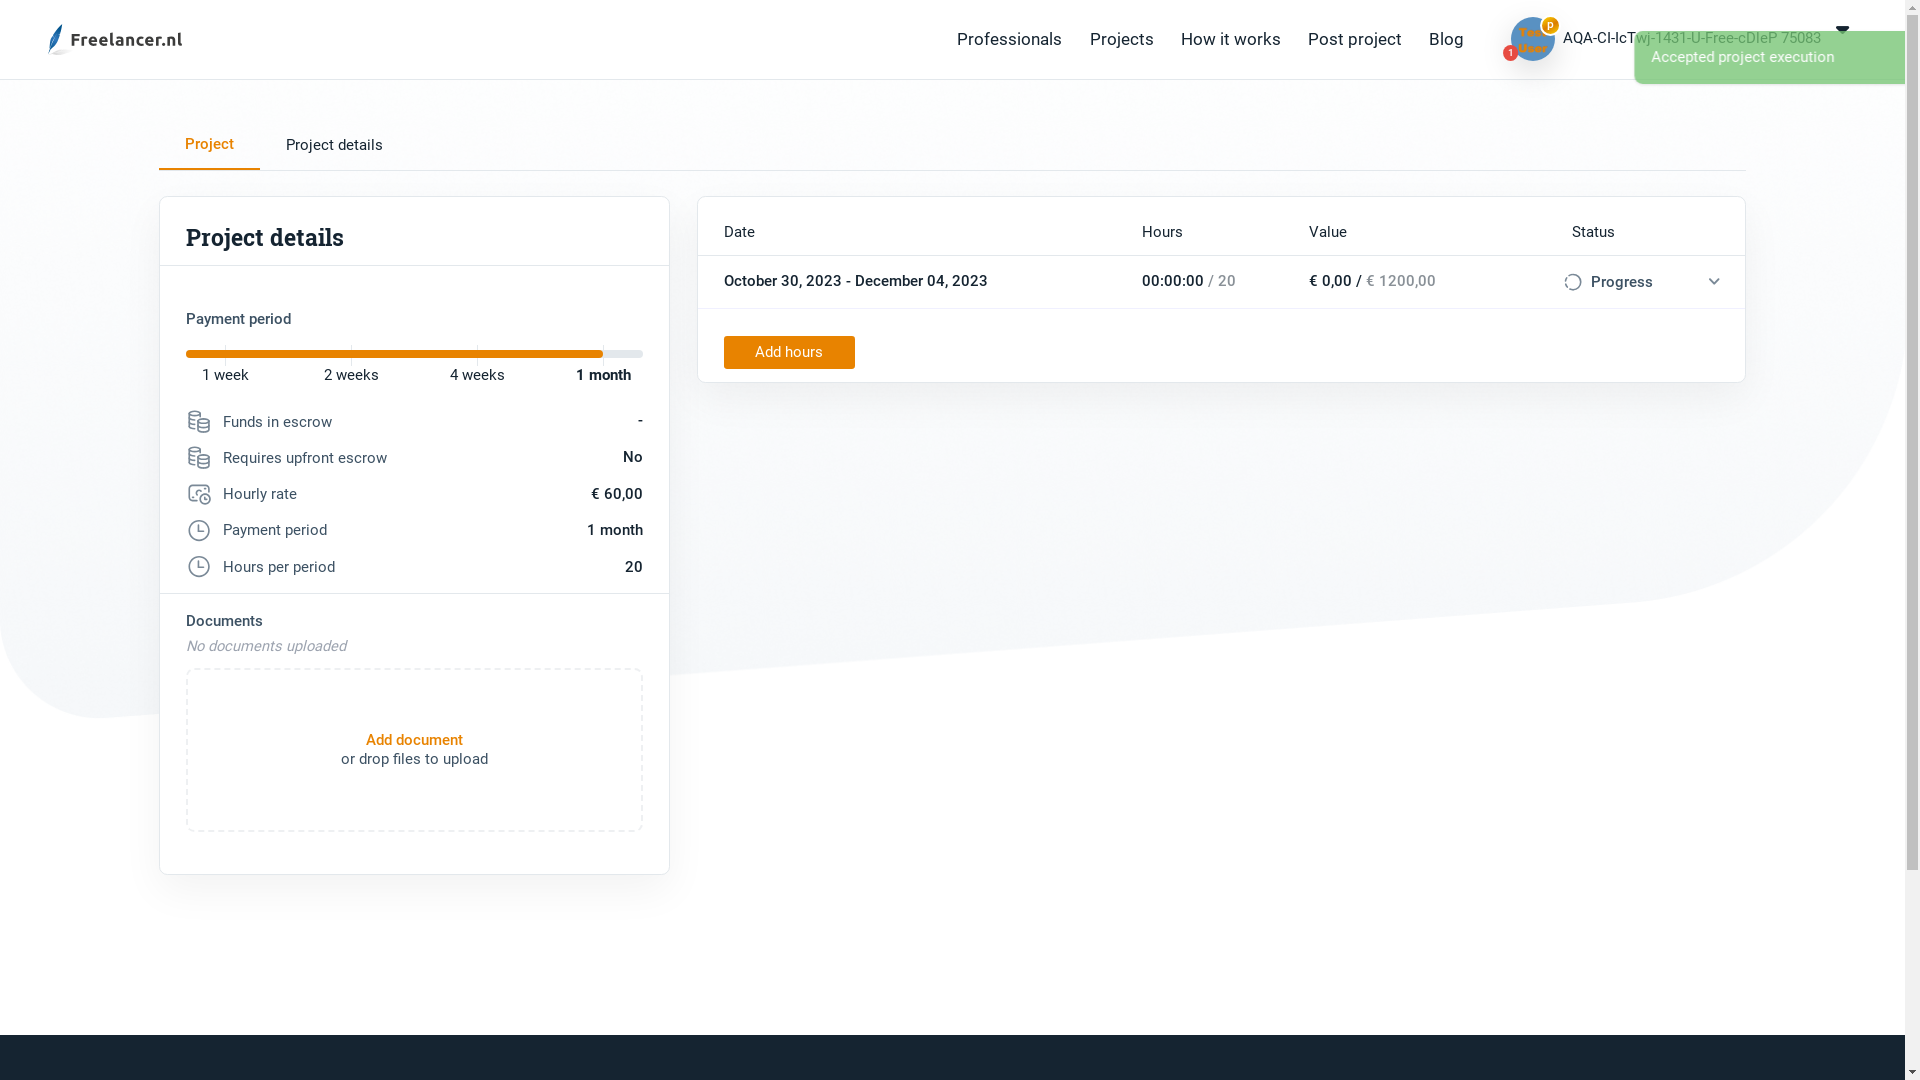 Freelancer.nl
Professionals
Projects
How it works
Post project
Blog
Test User
P
1
AQA-CI-IcTwj-1431-U-Free-cDIeP 75083
Accepted project execution
Project
Project details
Project details
Payment period
1 week
2 weeks
4 weeks
1 month
Funds in escrow
-
Requires upfront escrow
No
Hourly rate
€ 60,00
Payment period
1 month
Hours per period
20
Documents
No documents uploaded
Add document
or drop files to upload
Date
Hours
Value
Status
October 30, 2023 - December 04, 2023
00:00:00 / 20
€ 0,00 / € 1200,00
Progress
Add hours